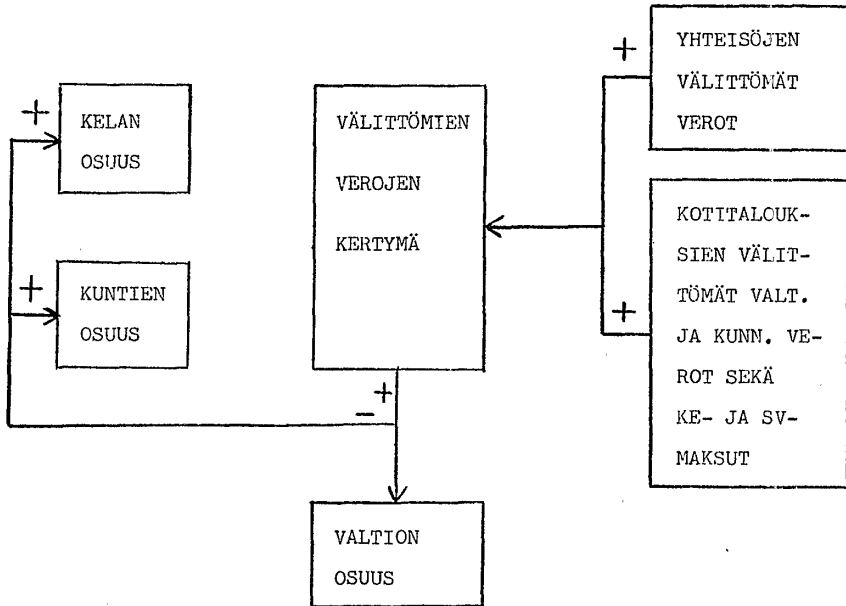 KELAN
OSUUS
KUNTIEN
OSUUS
VÄLITTÖMIEN
VEROJEN
KERTYMÄ
VALTION
OSUUS
YHTEISÖJEN
VÄLITTÖMÄT
VEROT
KOTITALOUK-
SIEN VÄLIT-
TÖMÄT VALT.
JA KUNN. VE-
ROT SEKÄ
KE- JA SV-
MAKSUT
+
+
+
-
+
+